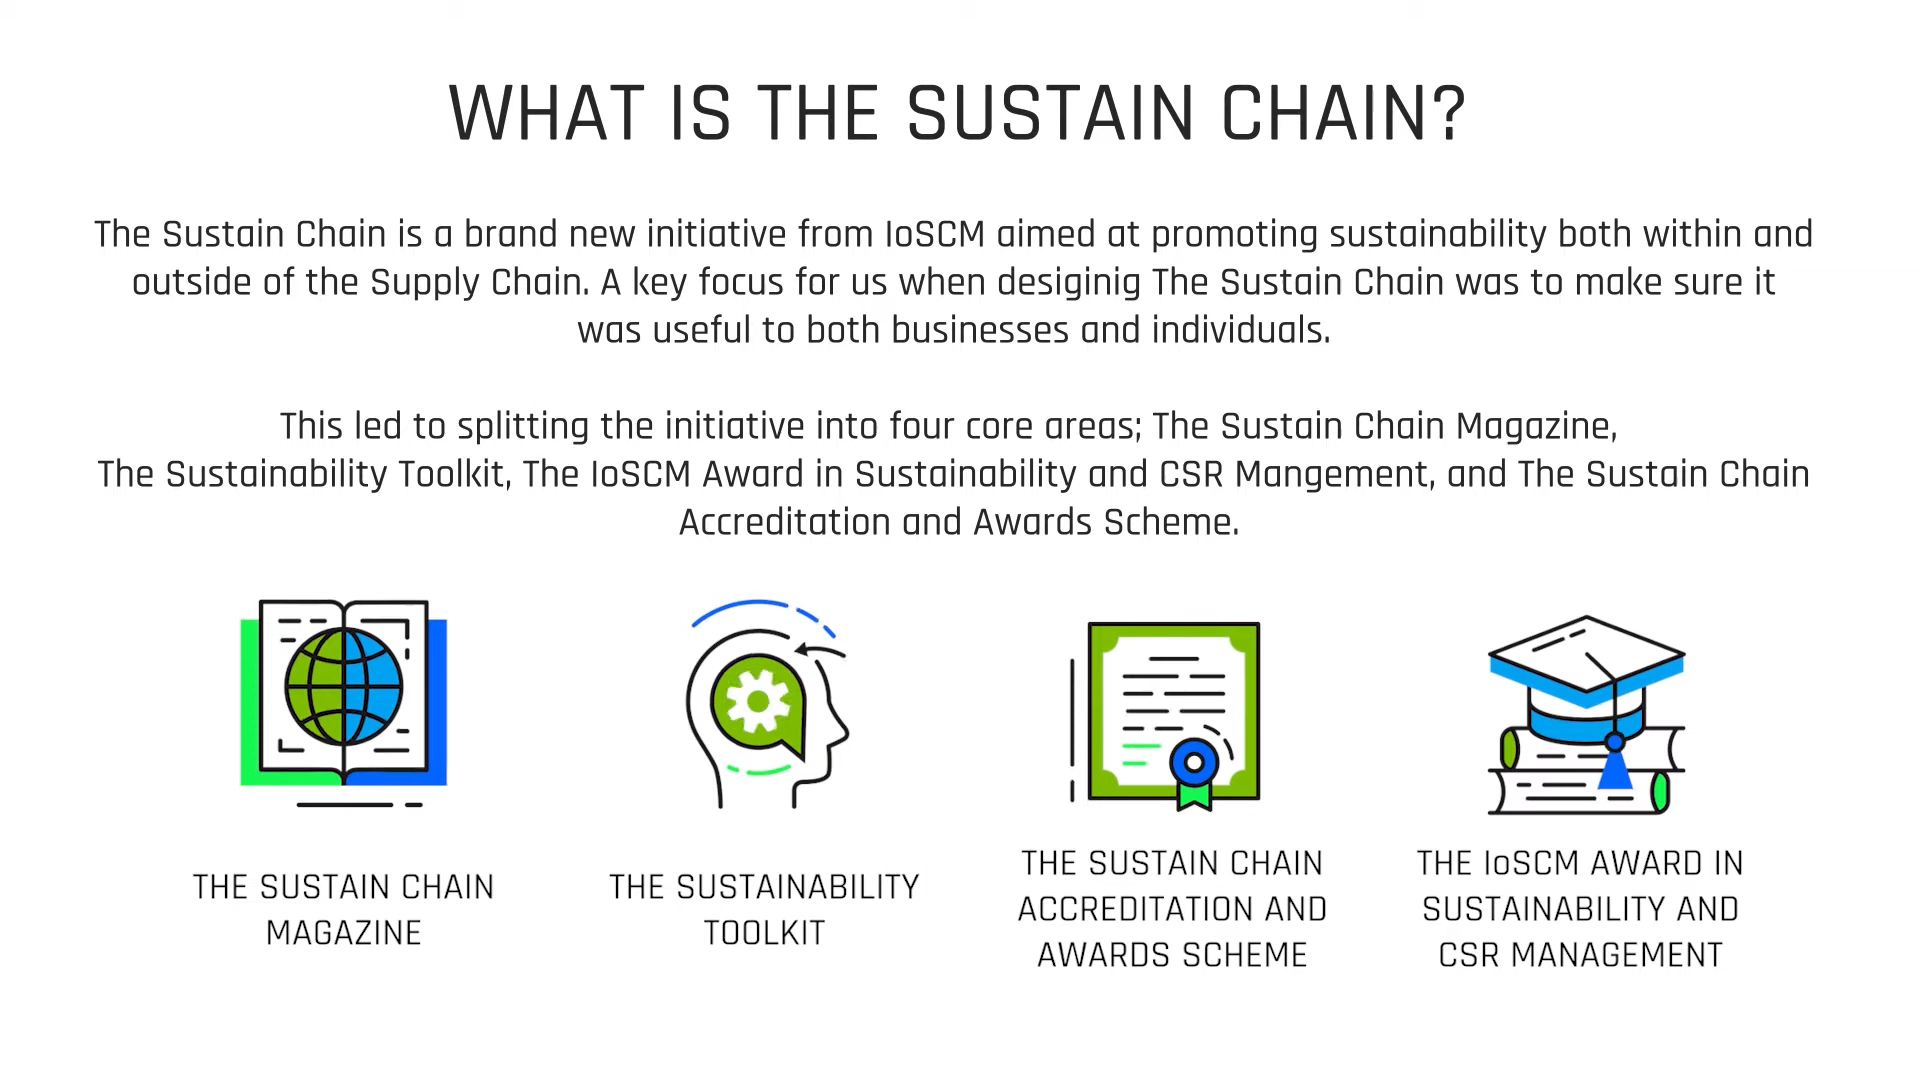 WHAT IS THE SUSTAIN CHAIN?
The Sustain Chain is a brand new initiative from IoSCM aimed at promoting sustainability both within and
outside of the Supply Chain. A key focus for us when desiginig The Sustain Chain was to make sure it
was useful to both businesses and individuals.
This led to splitting the initiative into four core areas; The Sustain Chain Magazine,
The Sustainability Toolkit, The IoSCM Award in Sustainability and CSR Mangement, and The Sustain Chain
Accreditation and Awards Scheme.
THE SUSTAIN CHAIN
MAGAZINE
THE SUSTAINABILITY
TOOLKIT
THE SUSTAIN CHAIN
ACCREDITATION AND
AWARDS SCHEME
THE IoSCM AWARD IN
SUSTAINABILITY AND
CSR MANAGEMENT